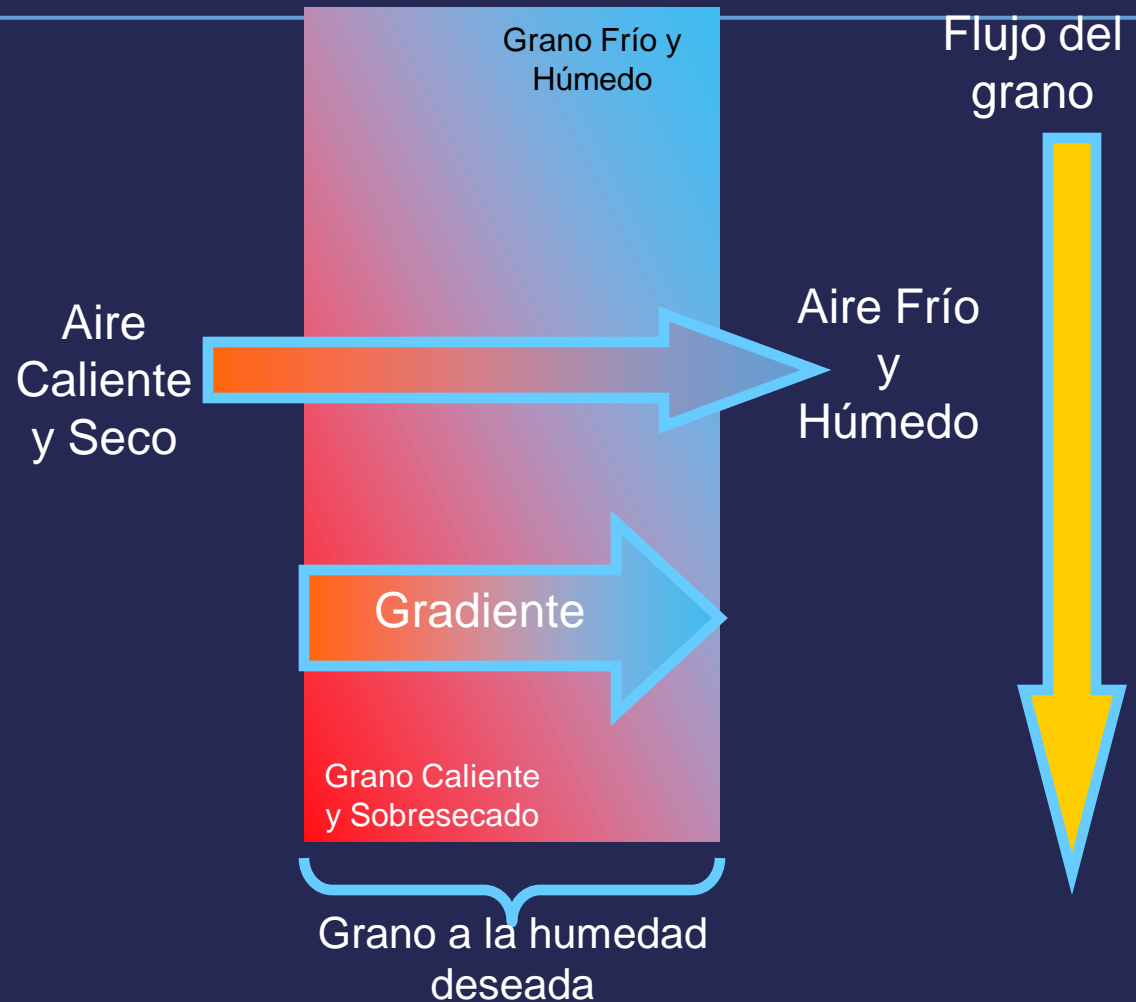 Grano Frío y
Húmedo
Flujo del
grano
Aire
Caliente
y Seco
Aire Frío
y
Húmedo
Gradiente
Grano Caliente
y Sobresecado
Grano a la humedad
deseada